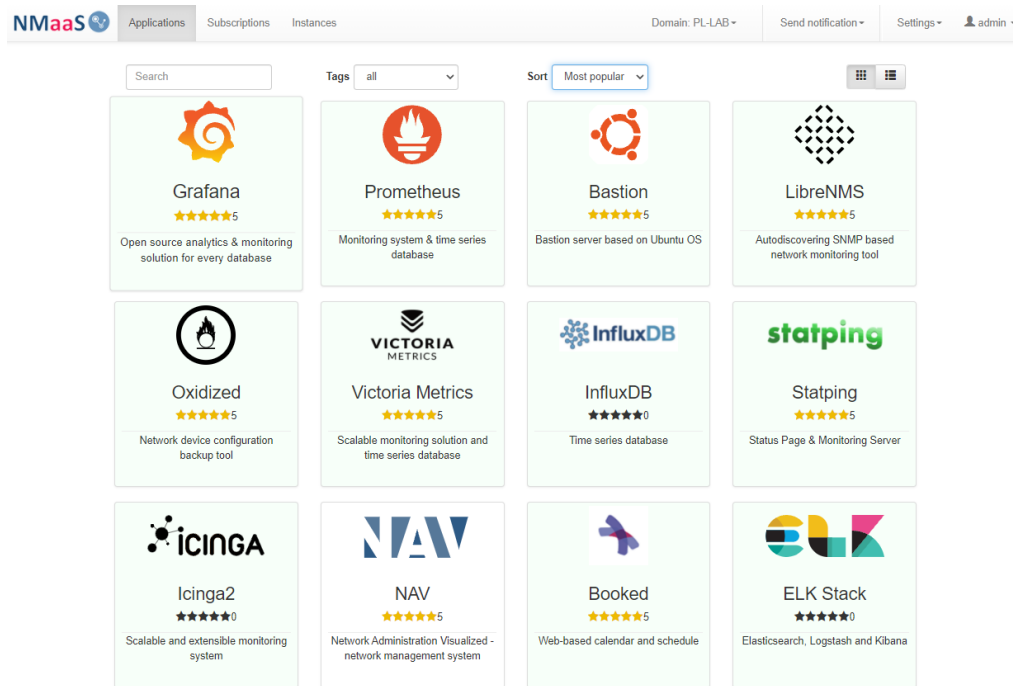 NMaaS Applications Subscriptions Instances Domain: PL-LAB Send notification Settings admin
Search Tags all Sort Most popular
Grafana
5
Open source analytics & monitoring
solution for every database
Prometheus
5
Monitoring system & time series
database
Bastion
5
Bastion server based on Ubuntu OS
LibreNMS
5
Autodiscovering SNMP based
network monitoring tool
Oxidized
5
Network device configuration
backup tool
VICTORIA
METRICS
Victoria Metrics
5
Scalable monitoring solution and
time series database
InfluxDB
InfluxDB
0
Time series database
statping
Statping
5
Status Page & Monitoring Server
icinga
Icinga2
0
Scalable and extensible monitoring
system
NAV
NAV
5
Network Administration Visualized -
network management system
Booked
5
Web-based calendar and schedule
ELK
ELK Stack
0
Elasticsearch, Logstash and Kibana